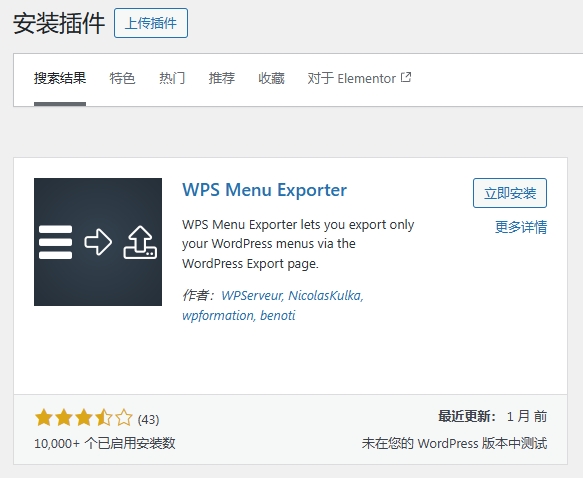 安装插件 上传插件
搜索结果 特色 热门 推荐 收藏 对于 Elementor
WPS Menu Exporter
立即安装
更多详情
WPS Menu Exporter lets you export only
your WordPress menus via the
WordPress Export page.
作者：WPServeur, NicolasKulka,
wpformation, benoti
(43)
最近更新： 1 月 前
10,000+ 个已启用安装数
未在您的 WordPress 版本中测试